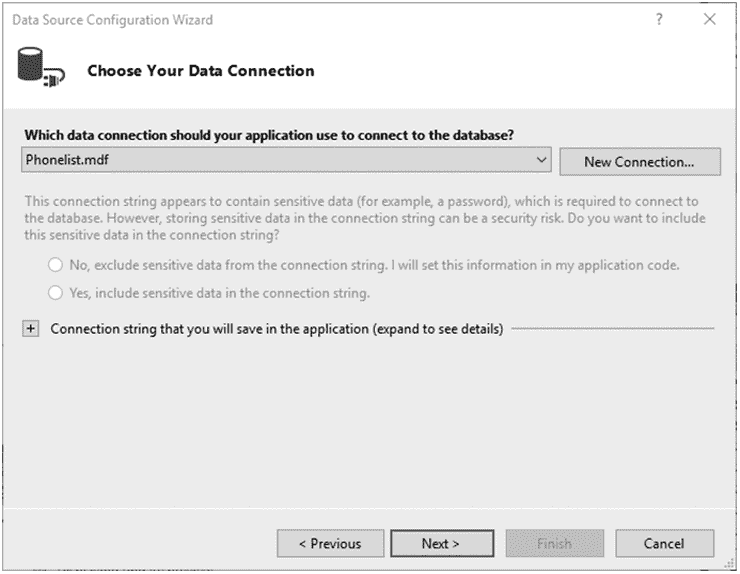 Data Source Configuration Wizard
?
Choose Your Data Connection
Which data connection should your application use to connect to the database?
Phonelist.mdf
New Connection...
This connection string appears to contain sensitive data (for example, a password), which is required to connect to
the database. However, storing sensitive data in the connection string can be a security risk. Do you want to include
this sensitive data in the connection string?
No, exclude sensitive data from the connection string. I will set this information in my application code.
Yes, include sensitive data in the connection string.
+ Connection string that you will save in the application (expand to see details)
< Previous
Next >
Finish
Cancel